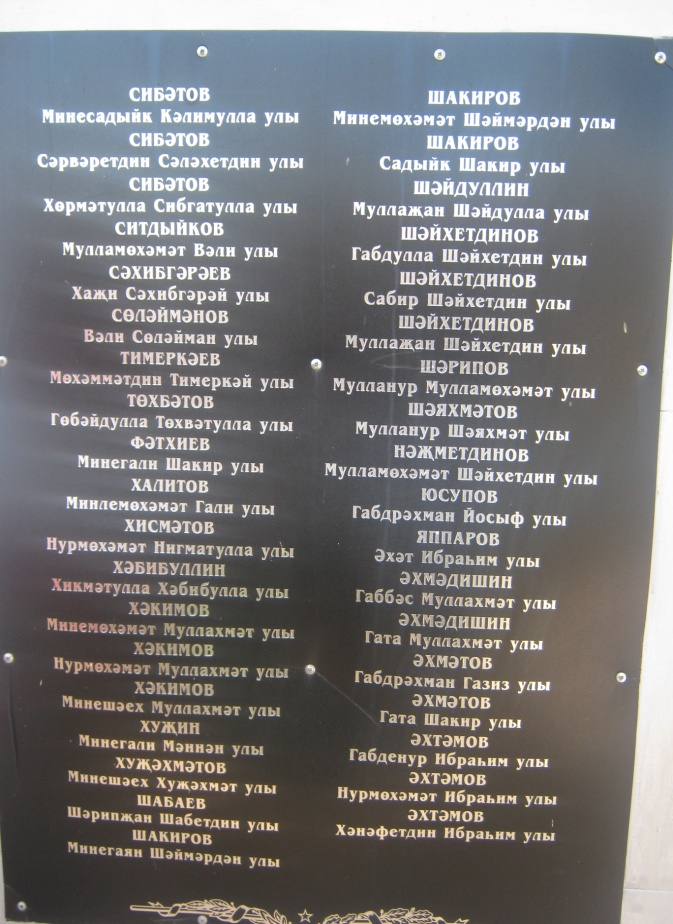 СИБӘТОВ
Минесадыйк Кәлимулла улы
СИБӘТОВ
Сәрвәретдин Сәләхетдин улы
СИБӘТОВ
Хөрмәтулла Сибгатулла улы
СИТДЫЙКОВ
Мулламөхәмәт Вәли улы
СӘХИБГӘРӘЕВ
Хаҗи Сәхибгәрәй улы
СӨЛӘЙМӘНОВ
Вәли Сөләйман улы
ТИМЕРКӘЕВ
Мөхәммәтдин Тимеркәй улы
ТӨХБӘТОВ
Гөбәйдулла Төхвәтулла улы
ФӘТХИЕВ
Минегали Шакир улы
ХАЛИТОВ
Минлемөхәмәт Гали улы
ХИСМӘТОВ
Нурмөхәмәт Нигматулла улы
ХӘБИБУЛЛИН
Хикмәтулла Хәбибулла улы
ХӘКИМОВ
Минемөхәмәт Муллахмәт улы
ХӘКИМОВ
Нурмөхәмәт Муллахмәт улы
ХӘКИМОВ
Минешәех Муллахмәт улы
ХУҖИН
Минегали Мәннән улы
ХУҖӘХМӘТОВ
Минешәех Хуҗәхмәт улы
ШАБАЕВ
Шәрипҗан Шабетдин улы
ШАКИРОВ
Минегаян Шәймәрдән улы
ШАКИРОВ
Минемөхәмәт Шәймәрдән улы
ШАКИРОВ
Садыйк Шакир улы
ШӘЙДУЛЛИН
Муллаҗан Шәйдулла улы
ШӘЙХЕТДИНОВ
Габдулла Шәйхетдин улы
ШӘЙХЕТДИНОВ
Сабир Шәйхетдин улы
ШӘЙХЕТДИНОВ
Муллаҗан Шәйхетдин улы
ШӘРИПОВ
Мулланур Мулламөхәмәт улы
ШӘЯХМӘТОВ
Мулланур Шәяхмәт улы
НӘҖМЕТДИНОВ
Мулламөхәмәт Шәйхетдин улы
ЮСУПОВ
Габдрәхман Йосыф улы
ЯППАРОВ
Әхәт Ибраһим улы
ӘХМӘДИШИН
Габбәс Муллахмәт улы
ӘХМӘДИШИН
Гата Муллахмәт улы
ӘХМӘТОВ
Габдрәхман Газиз улы
ӘХМӘТОВ
Гата Шакир улы
ӘХТӘМОВ
Габденур Ибраһим улы
ӘХТӘМОВ
Нурмөхәмәт Ибраһим улы
ӘХТӘМОВ
Хәнәфетдин Ибраһим улы